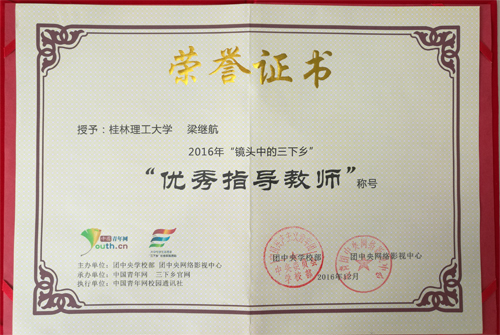 荣誉证书
授予：桂林理工大学 梁继航
2016年“镜头中的三下乡”
“优秀指导教师”称号
中国青年网
Youth.cn
主办单位：团中央学校部 团中央网络影视中心
承办单位：中国青年网 三下乡官网
执行单位：中国青年网校园通讯社
团中央学校部 团中央网络影视中心
2016年12月